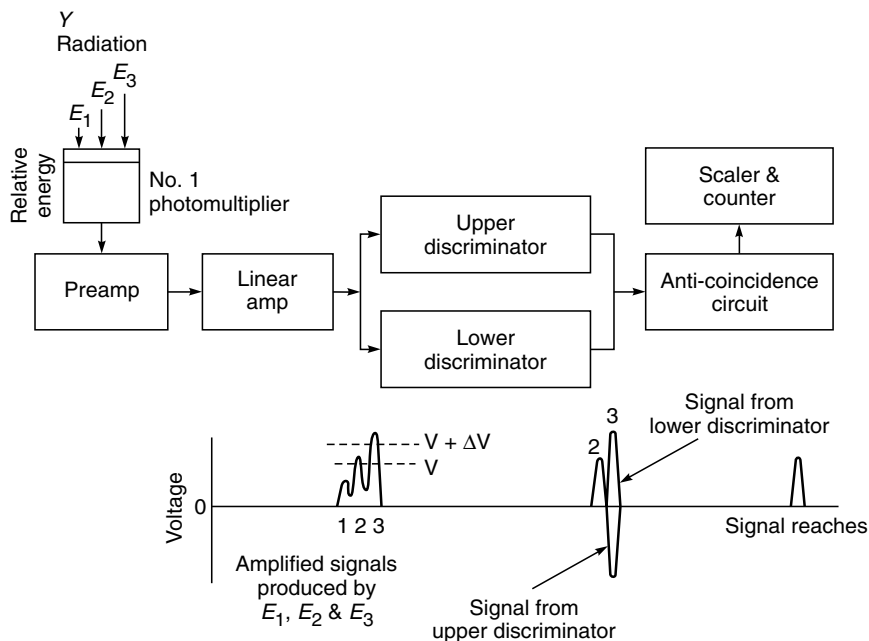 Y
Radiation
E3
E2
E1
Relative
energy
No. 1
photomultiplier
Scaler &
counter
Upper
discriminator
Preamp
Linear
amp
Anti-coincidence
circuit
Lower
discriminator
Signal from
lower discriminator
3
2
V + ΔV
V
Voltage
0
1 2 3
Signal reaches
Amplified signals
produced by
E1, E2 & E3
Signal from
upper discriminator